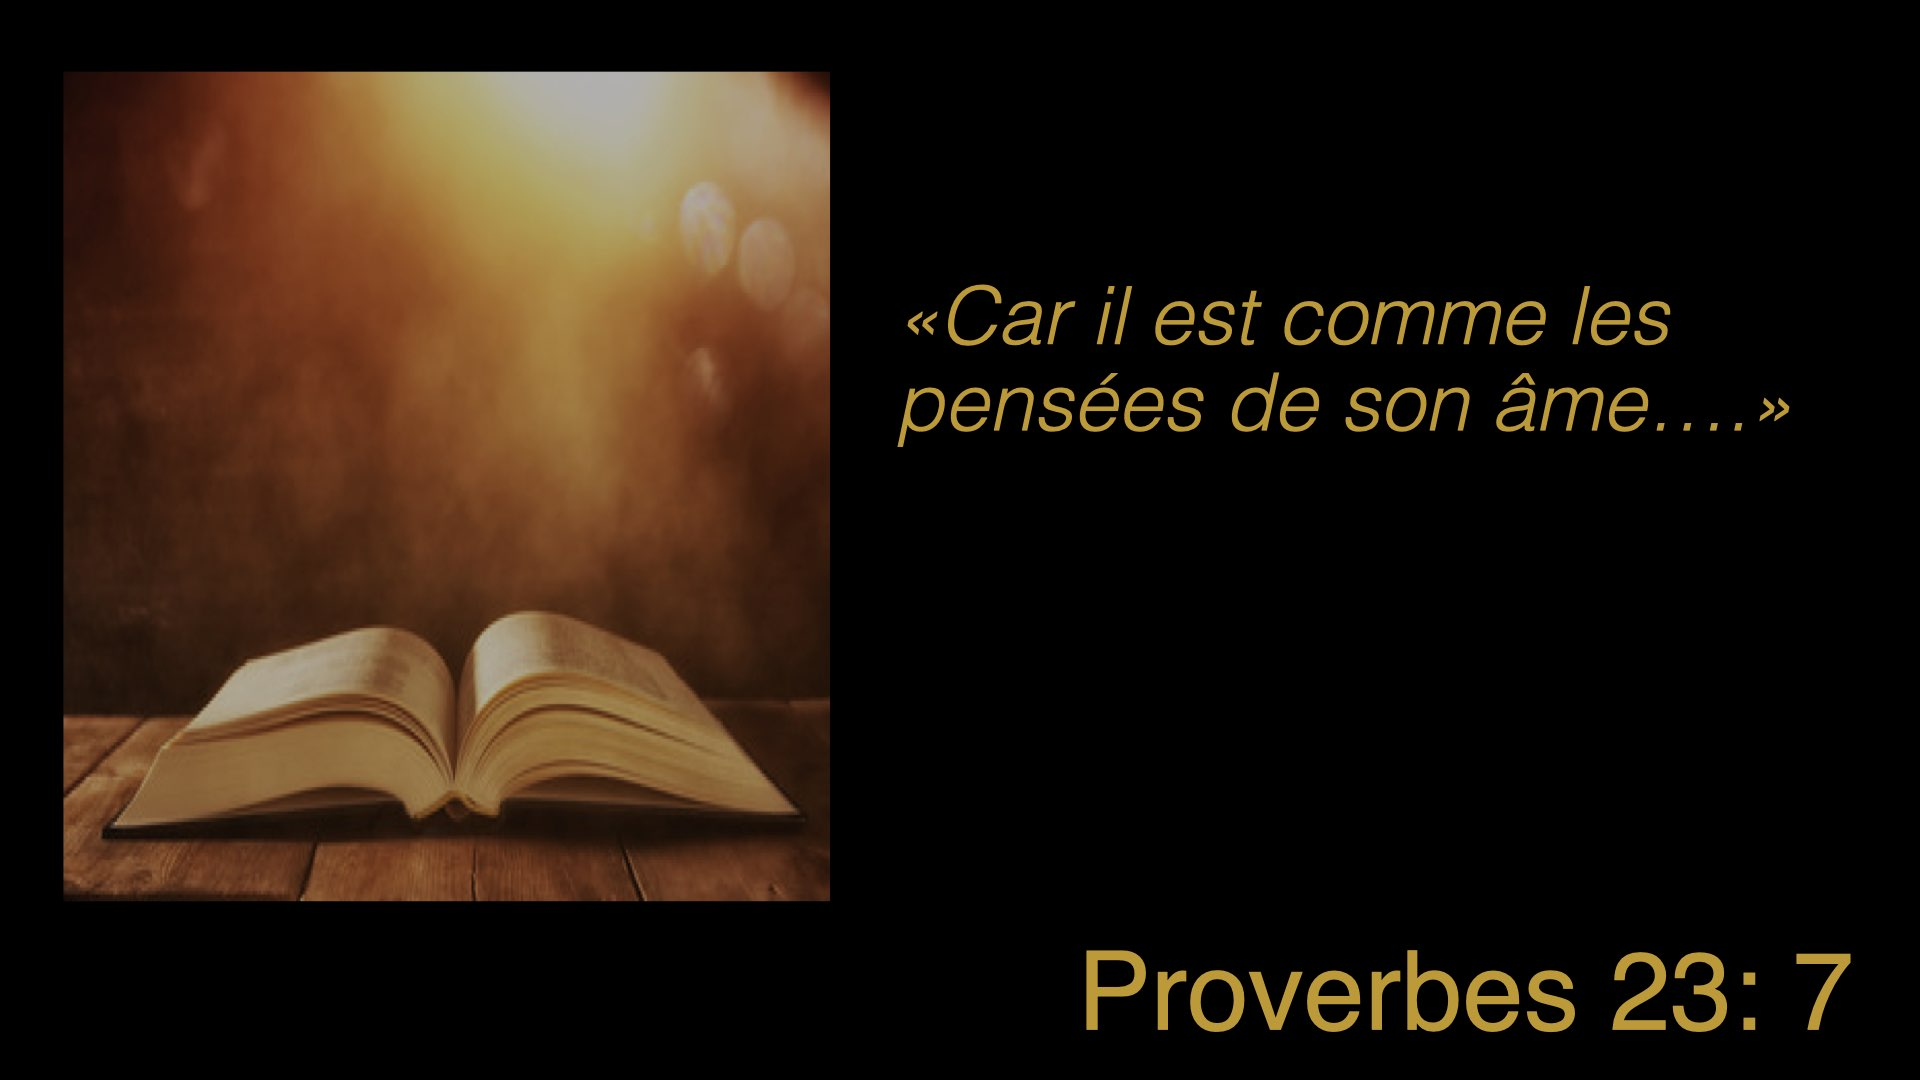 «Car il est comme les
pensées de son âme….»
Proverbes 23: 7